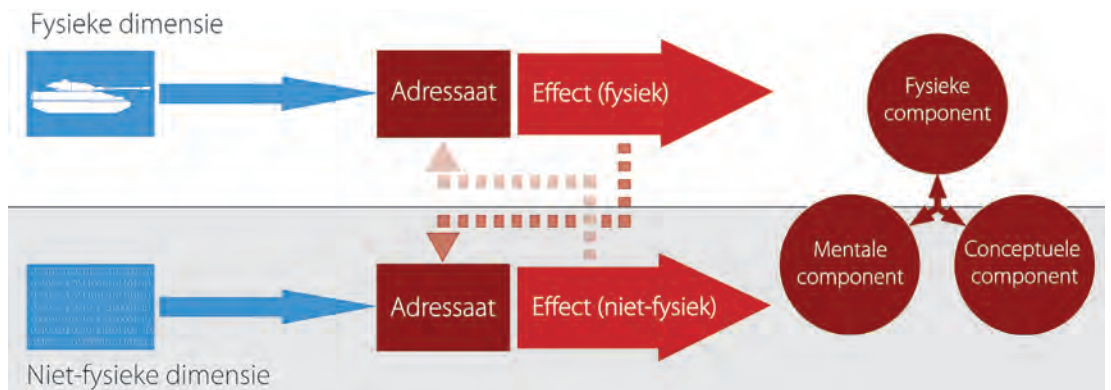 Fysieke dimensie
Adressaat
Effect (fysiek)
Fysieke
component
Mentale
component
Conceptuele
component
Adressaat
Effect (niet-fysiek)
Niet-fysieke dimensie